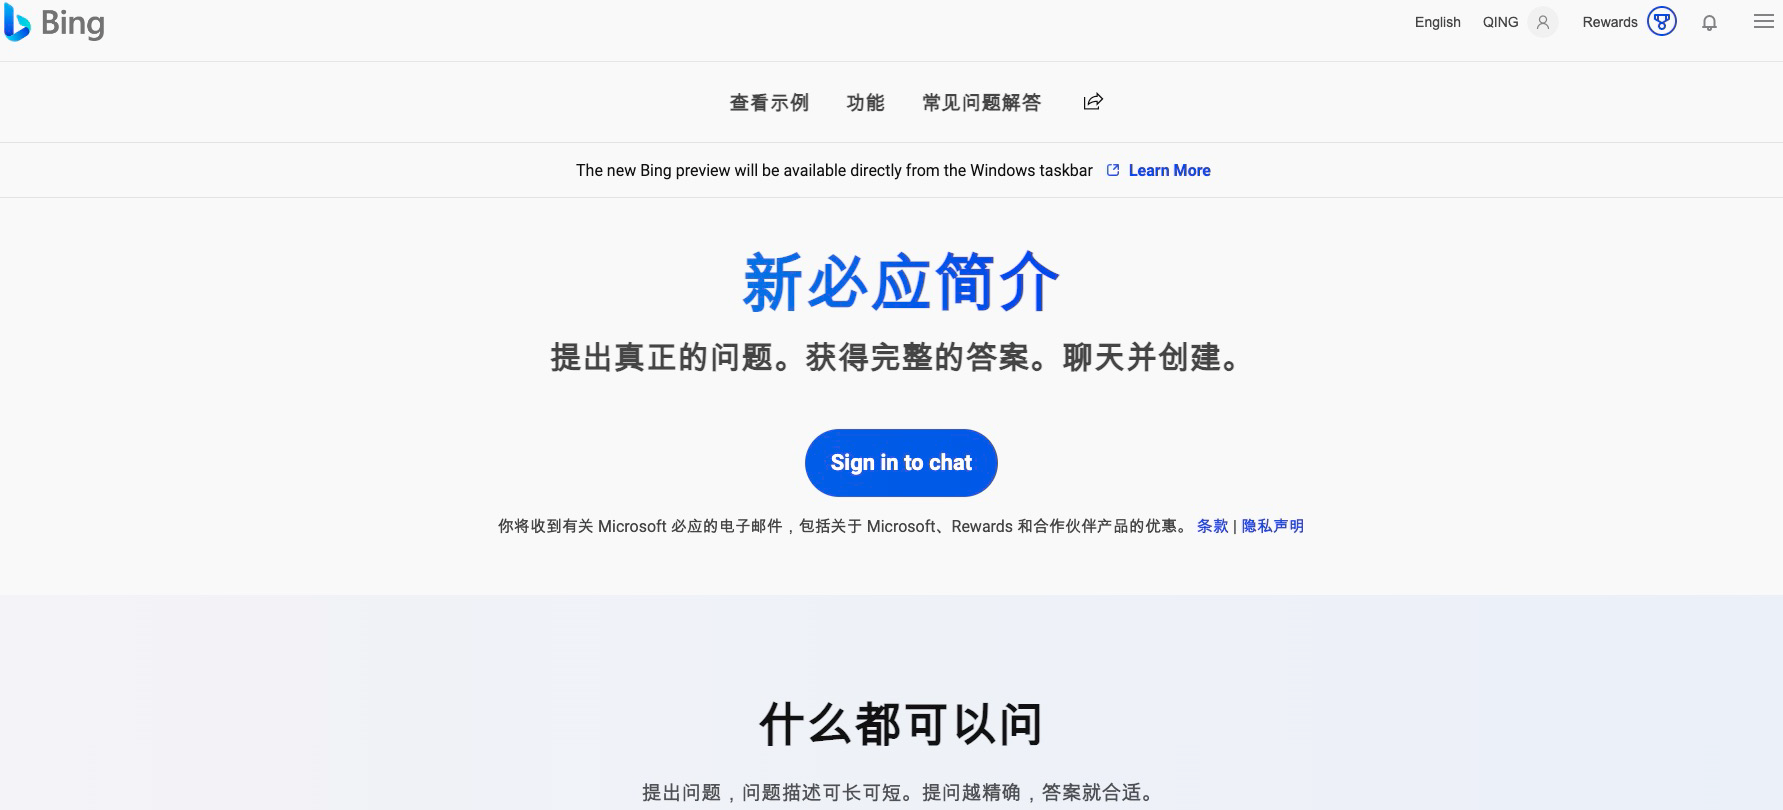 Bing
English QING Rewards
查看示例 功能 常见问题解答
The new Bing preview will be available directly from the Windows taskbar Learn More
新必应简介
提出真正的问题。获得完整的答案。聊天并创建。
Sign in to chat
你将收到有关 Microsoft 必应的电子邮件，包括关于 Microsoft、Rewards 和合作伙伴产品的优惠。 条款 | 隐私声明
什么都可以问
提出问题，问题描述可长可短。提问越精确，答案就合适。